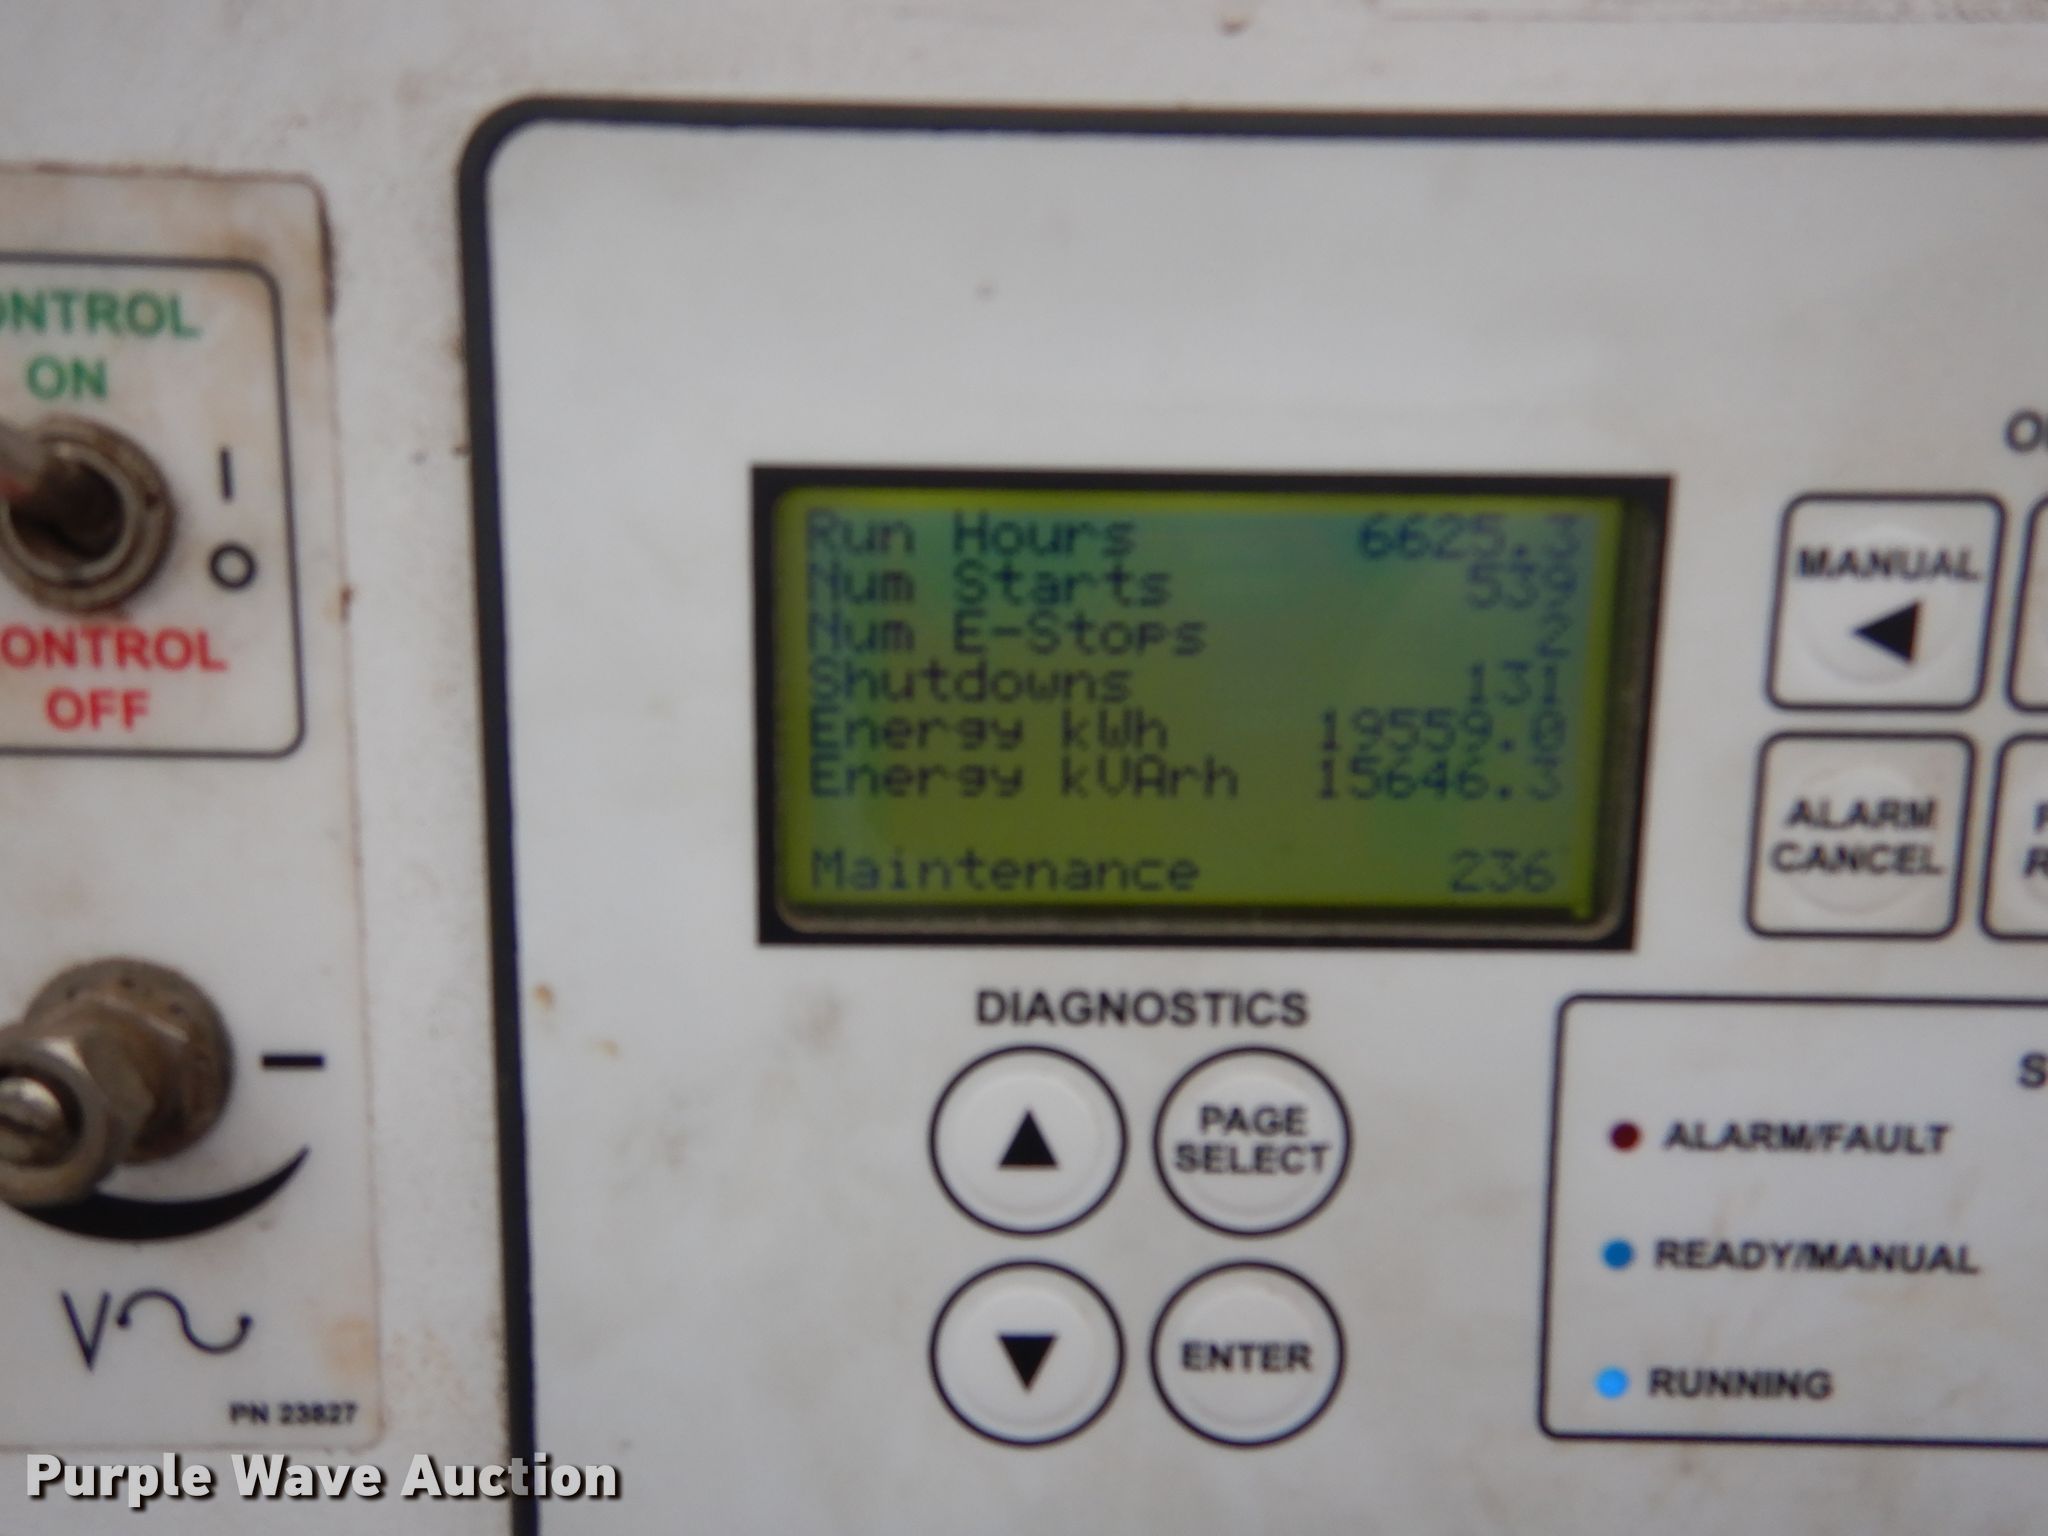 ONTROL
ON
I
O
ONTROL
OFF
V
PN 23827
Run Hours 6625.3
Num Starts 539
Num E-Stops 2
Shutdowns 131
Energy kWh 19559.0
Energy kVArh 15646.3
Maintenance 236
DIAGNOSTICS
PAGE
SELECT
ENTER
MANUAL
ALARM
CANCEL
ALARM/FAULT
READY/MANUAL
RUNNING
Purple Wave Auction